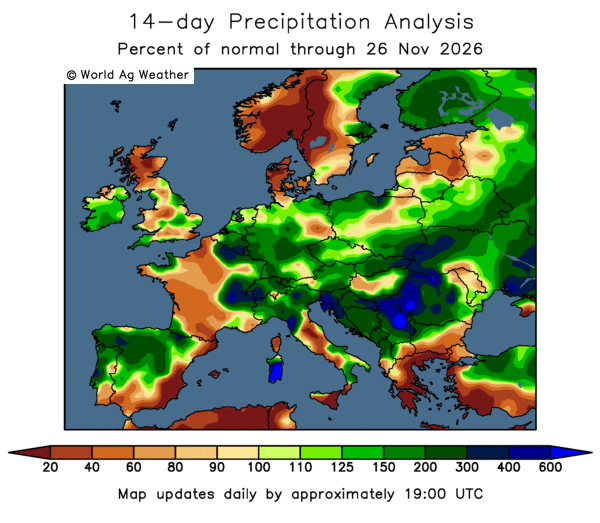 14-day Precipitation Analysis
Percent of normal through 26 Nov 2026
© World Ag Weather
20 40 60 80 90 100 110 125 150 200 300 400 600
Map updates daily by approximately 19:00 UTC